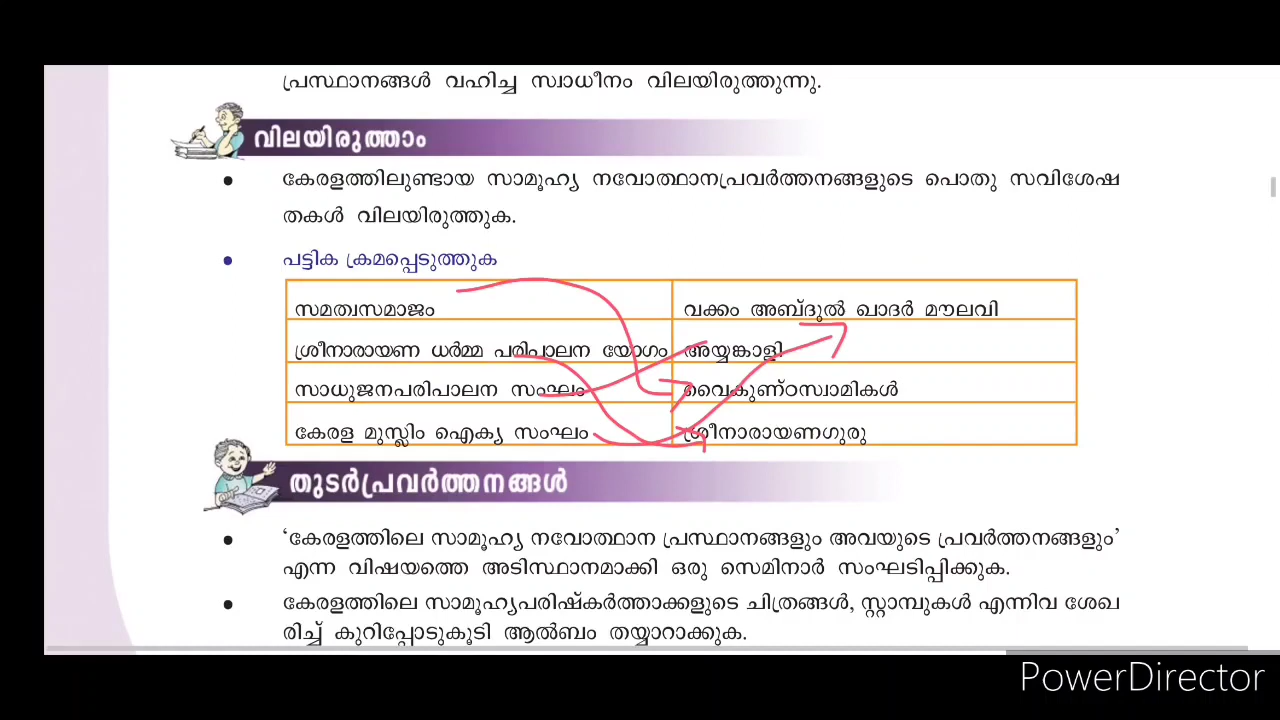 പ്രസ്ഥാനങ്ങൾ വഹിച്ച സ്വാധീനം വിലയിരുത്തുന്നു.
വിലയിരുത്താം
• കേരളത്തിലുണ്ടായ സാമൂഹ്യ നവോത്ഥാനപ്രവർത്തനങ്ങളുടെ പൊതു സവിശേഷ
തകൾ വിലയിരുത്തുക.
• പട്ടിക ക്രമപ്പെടുത്തുക
സമത്വസമാജം വക്കം അബ്ദുൽ ഖാദർ മൗലവി
ശ്രീനാരായണ ധർമ്മ പരിപാലന യോഗം അയ്യങ്കാളി
സാധുജനപരിപാലന സംഘം വൈകുണ്ഠസ്വാമികൾ
കേരള മുസ്ലിം ഐക്യ സംഘം ശ്രീനാരായണഗുരു
തുടർപ്രവർത്തനങ്ങൾ
• ‘കേരളത്തിലെ സാമൂഹ്യ നവോത്ഥാന പ്രസ്ഥാനങ്ങളും അവയുടെ പ്രവർത്തനങ്ങളും’
എന്ന വിഷയത്തെ അടിസ്ഥാനമാക്കി ഒരു സെമിനാർ സംഘടിപ്പിക്കുക.
• കേരളത്തിലെ സാമൂഹ്യപരിഷ്കർത്താക്കളുടെ ചിത്രങ്ങൾ, സ്റ്റാമ്പുകൾ എന്നിവ ശേഖ
രിച്ച് കുറിപ്പോടുകൂടി ആൽബം തയ്യാറാക്കുക.
PowerDirector